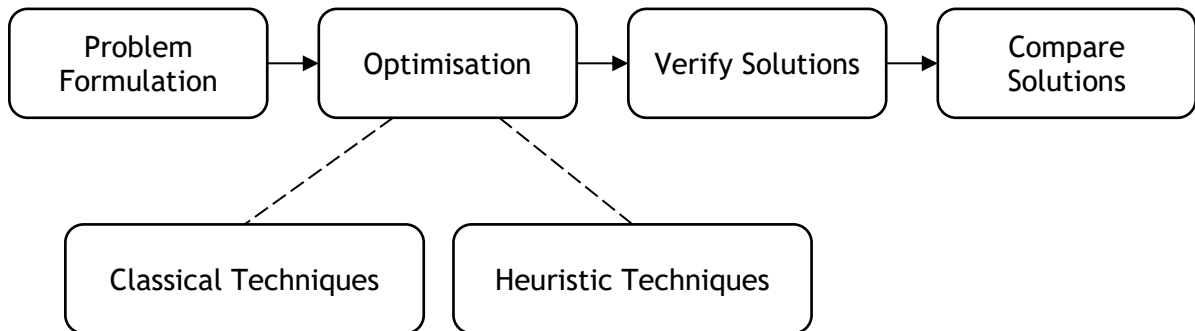 Problem
Formulation
Optimisation
Verify Solutions
Compare
Solutions
Classical Techniques
Heuristic Techniques